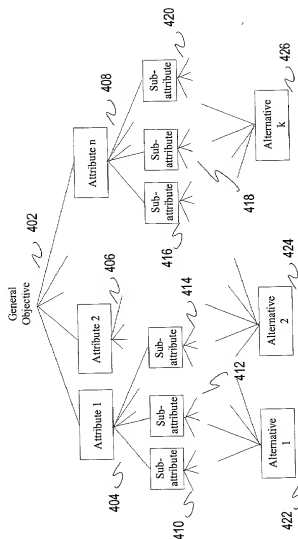 General
Objective
402
Attribute 1
Attribute 2
Attribute n
404
406
408
Sub-
attribute
Sub-
attribute
Sub-
attribute
Sub-
attribute
Sub-
attribute
Sub-
attribute
410
412
414
416
418
420
Alternative
1
Alternative
2
Alternative
k
422
424
426